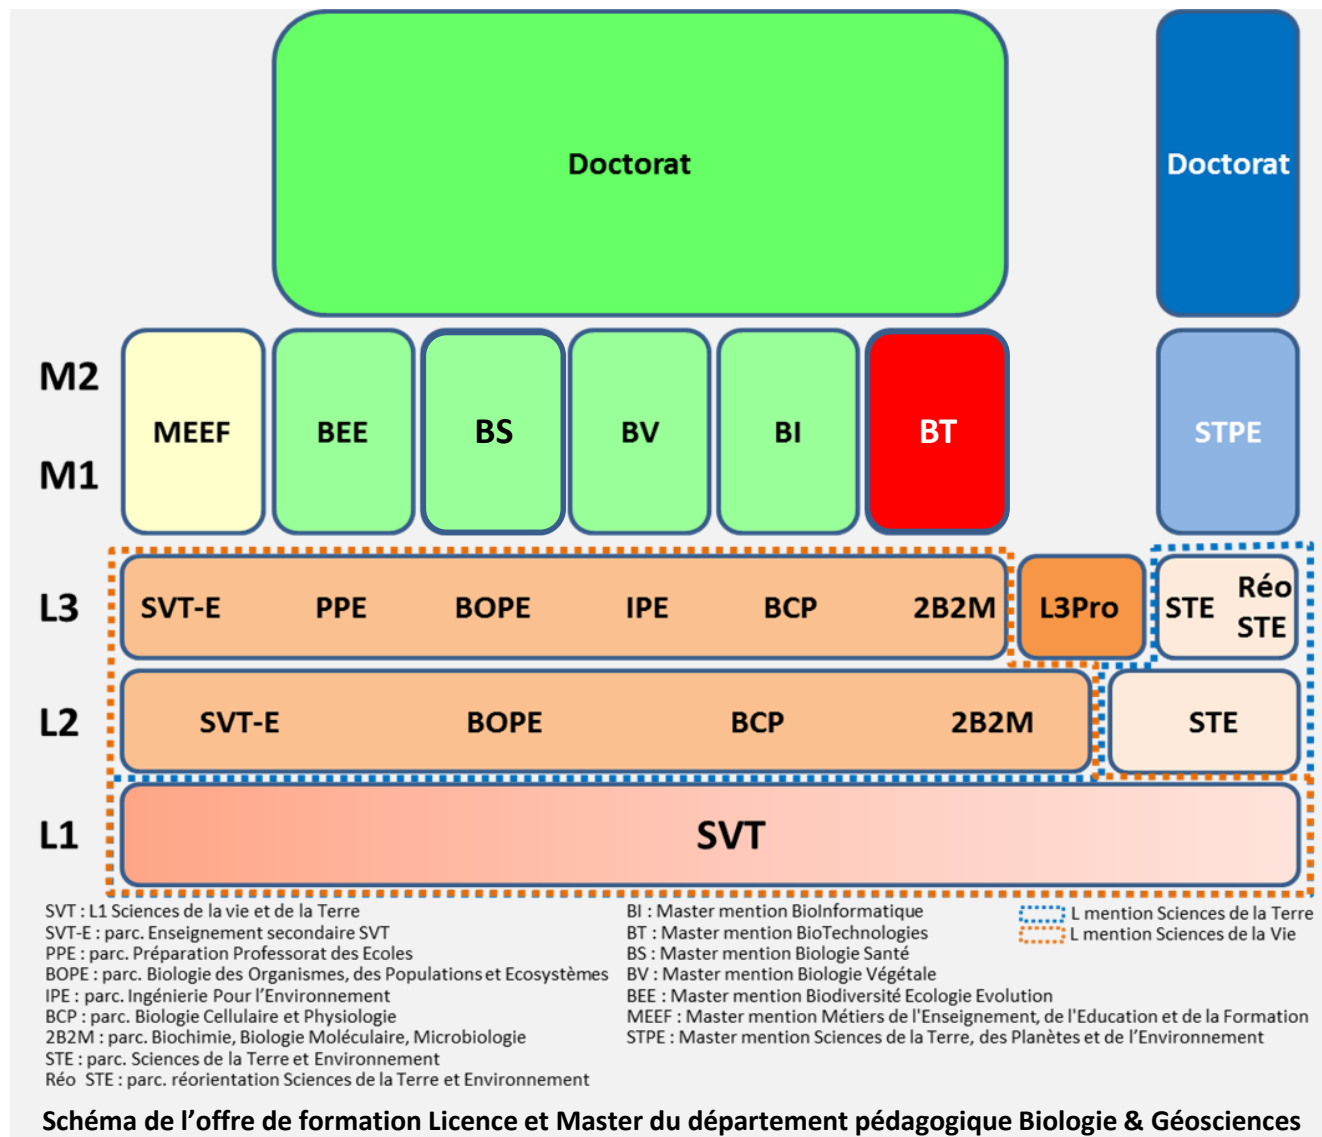 Doctorat
Doctorat
M2
M1
MEEF
BEE
BS
BV
BI
BT
STPE
L3
SVT-E
PPE
BOPE
IPE
BCP
2B2M
L3Pro
STE
Réo
STE
L2
SVT-E
BOPE
BCP
2B2M
STE
L1
SVT
SVT : L1 Sciences de la vie et de la Terre
SVT-E : parc. Enseignement secondaire SVT
PPE : parc. Préparation Professorat des Ecoles
BOPE : parc. Biologie des Organismes, des Populations et Ecosystèmes
IPE : parc. Ingénierie Pour l'Environnement
BCP : parc. Biologie Cellulaire et Physiologie
2B2M : parc. Biochimie, Biologie Moléculaire, Microbiologie
STE : parc. Sciences de la Terre et Environnement
Réo STE : parc. réorientation Sciences de la Terre et Environnement
BI : Master mention BioInformatique
BT : Master mention BioTechnologies
BS : Master mention Biologie Santé
BV : Master mention Biologie Végétale
BEE : Master mention Biodiversité Ecologie Evolution
MEEF : Master mention Métiers de l'Enseignement, de l'Education et de la Formation
STPE : Master mention Sciences de la Terre, des Planètes et de l'Environnement
L mention Sciences de la Terre
L mention Sciences de la Vie
Schéma de l'offre de formation Licence et Master du département pédagogique Biologie & Géosciences